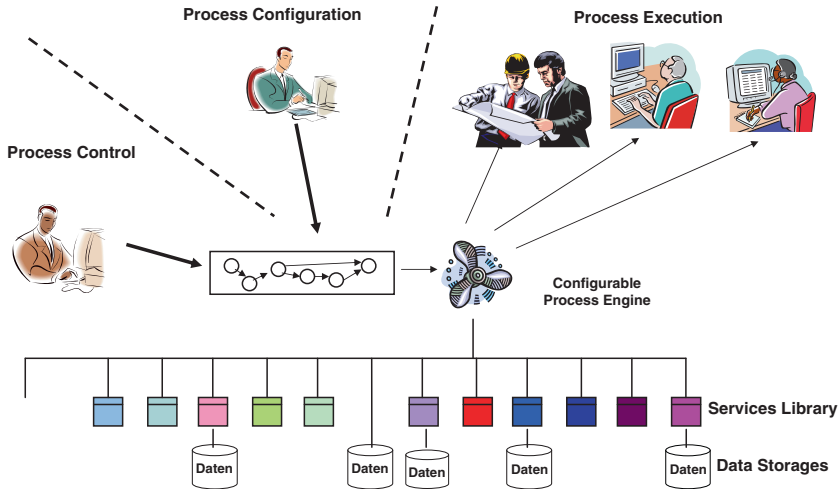 Process Configuration
Process Execution
Process Control
Configurable
Process Engine
Services Library
Daten
Daten
Daten
Daten
Daten
Data Storages